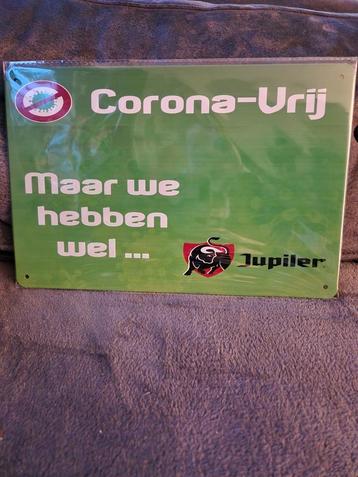 Corona-Vrij
Maar we
hebben
wel ...
Jupiler